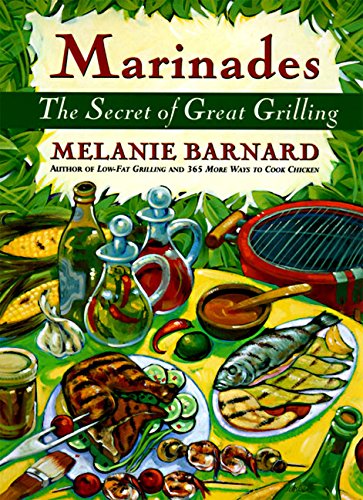 Marinades
The Secret of Great Grilling
MELANIE BARNARD
AUTHOR OF LOW-FAT GRILLING AND 365 MORE WAYS TO COOK CHICKEN